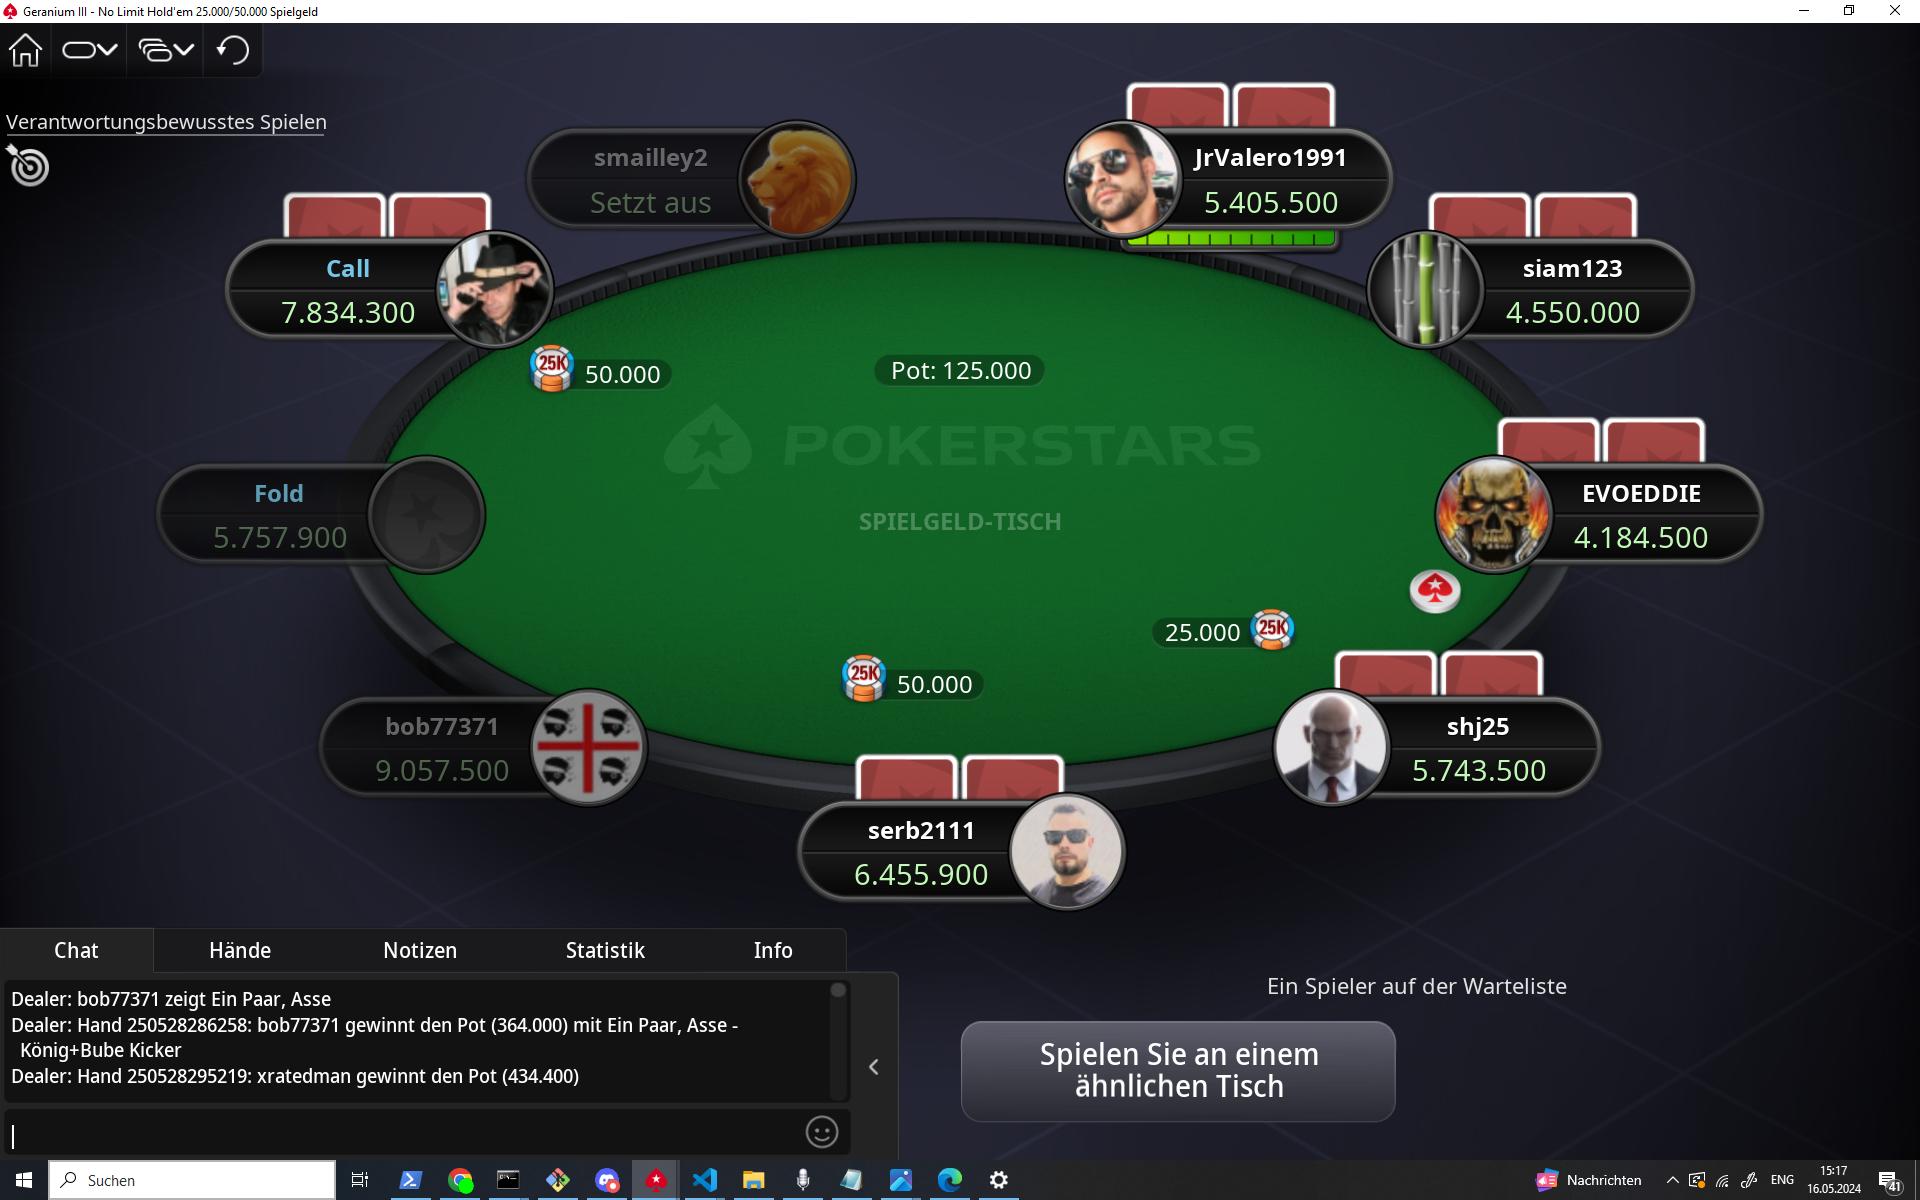 Geranium III - No Limit Hold'em 25.000/50.000 Spielgeld
Verantwortungsbewusstes Spielen
smailley2
Setzt aus
JrValero1991
5.405.500
Call
7.834.300
siam123
4.550.000
50.000
Pot: 125.000
POKERSTARS
SPIELGELD-TISCH
25K
Fold
5.757.900
EVOEDDIE
4.184.500
25.000
25K
25K
50.000
bob77371
9.057.500
shj25
5.743.500
serb2111
6.455.900
Chat
Hände
Notizen
Statistik
Info
Dealer: bob77371 zeigt Ein Paar, Asse
Dealer: Hand 250528286258: bob77371 gewinnt den Pot (364.000) mit Ein Paar, Asse -
König+Bube Kicker
Dealer: Hand 250528295219: xratedman gewinnt den Pot (434.400)
Ein Spieler auf der Warteliste
Spielen Sie an einem
ähnlichen Tisch
Suchen
Nachrichten
ENG
15:17
16.05.2024
41